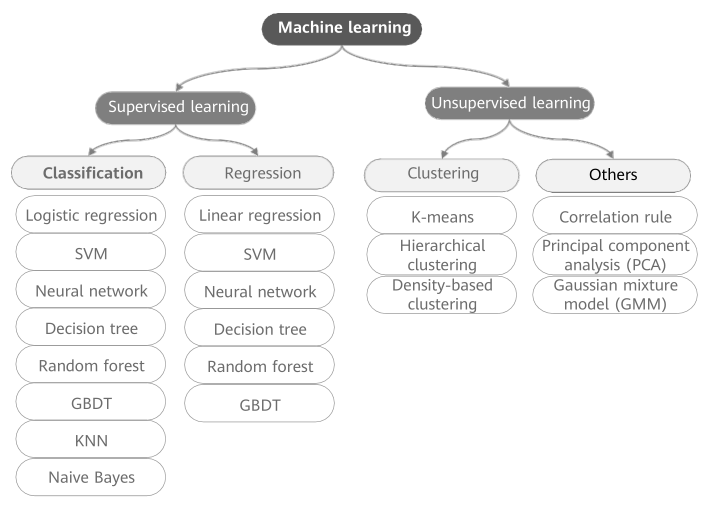 Machine learning
Supervised learning
Unsupervised learning
Classification
Regression
Clustering
Others
Logistic regression
SVM
Neural network
Decision tree
Random forest
GBDT
KNN
Naive Bayes
Linear regression
SVM
Neural network
Decision tree
Random forest
GBDT
K-means
Hierarchical
clustering
Density-based
clustering
Correlation rule
Principal component
analysis (PCA)
Gaussian mixture
model (GMM)